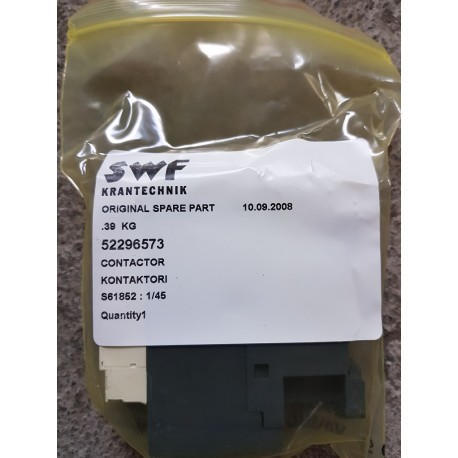 SWF
KRANTECHNIK
ORIGINAL SPARE PART 10.09.2008
.39 KG
52296573
CONTACTOR
KONTAKTORI
S61852 : 1/45
Quantity1